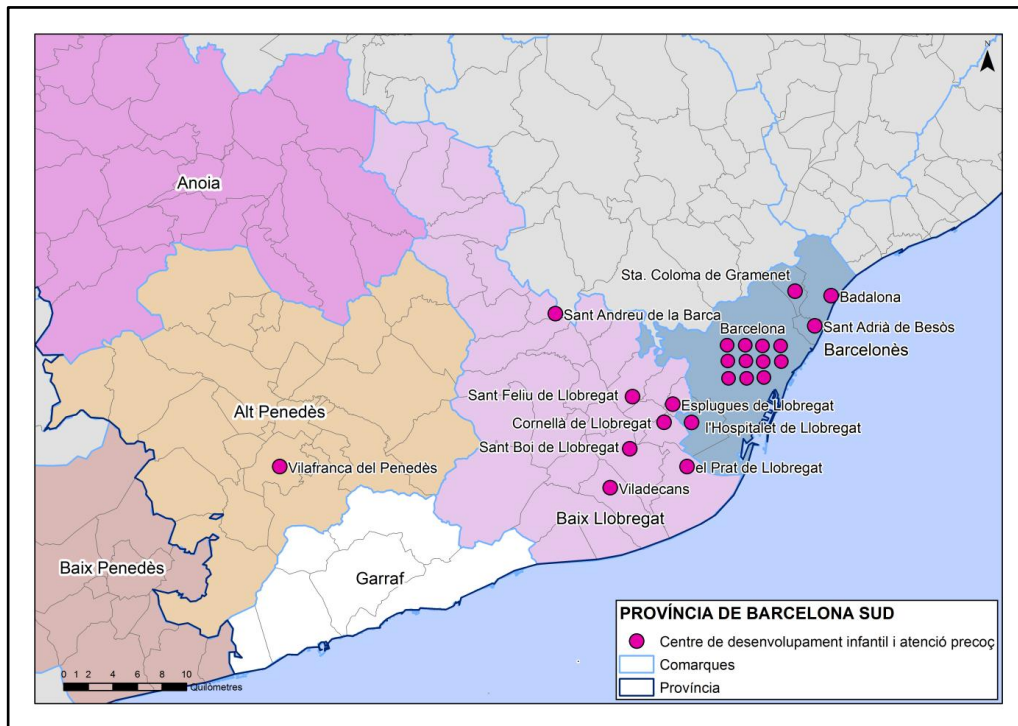 N
Anoia
Sta. Coloma de Gramenet
Badalona
Sant Andreu de la Barca
Barcelona
Sant Adrià de Besòs
Barcelonès
Sant Feliu de Llobregat
Esplugues de Llobregat
Alt Penedès
Cornellà de Llobregat
l'Hospitalet de Llobregat
Sant Boi de Llobregat
Vilafranca del Penedès
el Prat de Llobregat
Viladecans
Baix Llobregat
Baix Penedès
Garraf
PROVÍNCIA DE BARCELONA SUD
Centre de desenvolupament infantil i atenció precoç
Comarques
Província
0 1 2 4 6 8 10
Quilòmetres